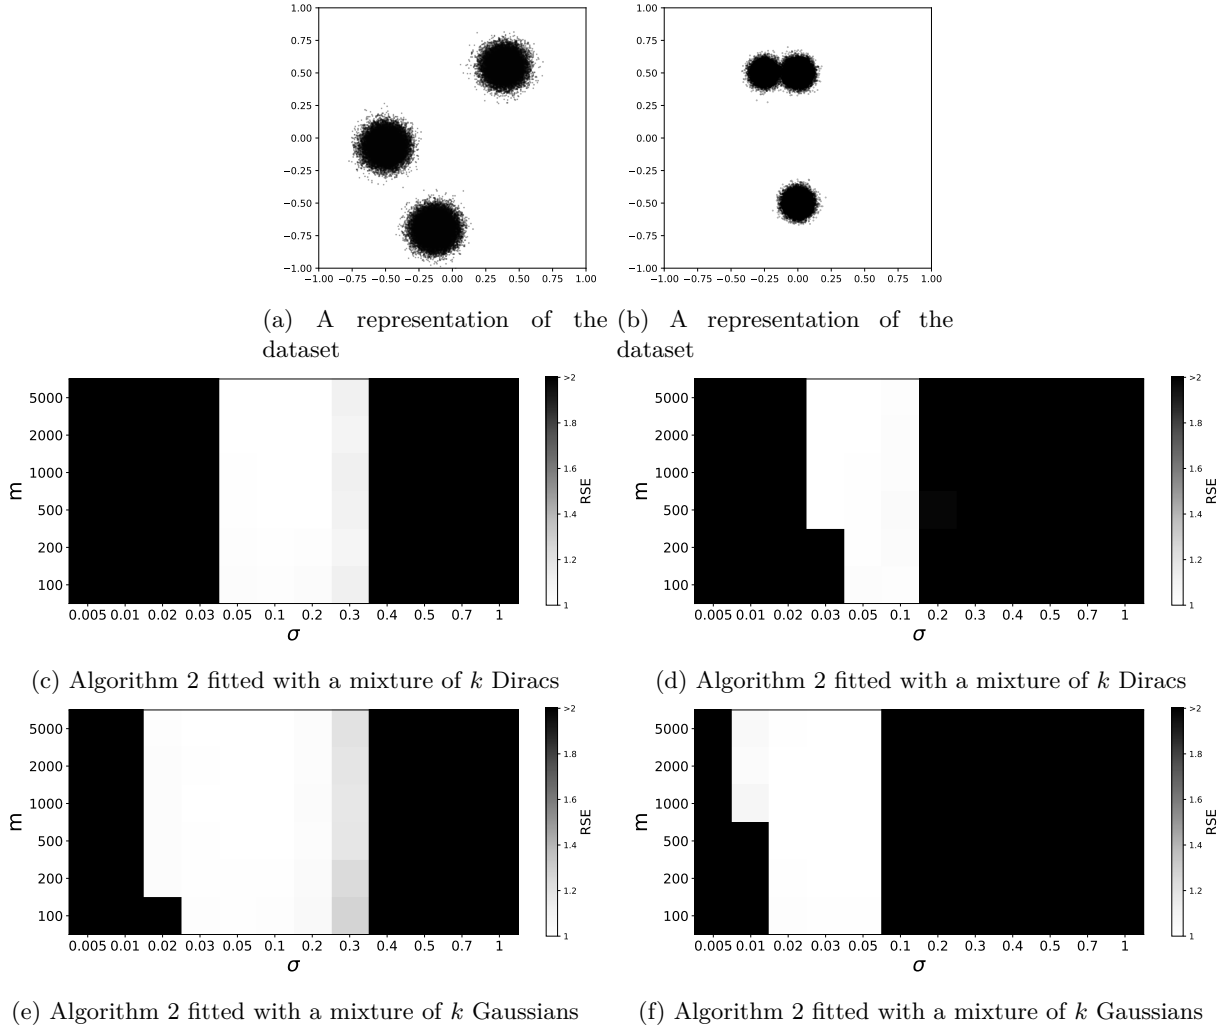 1.00
0.75
0.50
0.25
0.00
−0.25
−0.50
−0.75
−1.00
−1.00 −0.75 −0.50 −0.25 0.00 0.25 0.50 0.75 1.00
1.00
0.75
0.50
0.25
0.00
−0.25
−0.50
−0.75
−1.00
−1.00 −0.75 −0.50 −0.25 0.00 0.25 0.50 0.75 1.00
(a) A representation of the
dataset
(b) A representation of the
dataset
m
5000
2000
1000
500
200
100
0.005 0.01 0.02 0.03 0.05 0.1 0.2 0.3 0.4 0.5 0.7 1
σ
>2
1.8
1.6
1.4
1.2
1
RSE
m
5000
2000
1000
500
200
100
0.005 0.01 0.02 0.03 0.05 0.1 0.2 0.3 0.4 0.5 0.7 1
σ
>2
1.8
1.6
1.4
1.2
1
RSE
(c) Algorithm 2 fitted with a mixture of k Diracs
(d) Algorithm 2 fitted with a mixture of k Diracs
m
5000
2000
1000
500
200
100
0.005 0.01 0.02 0.03 0.05 0.1 0.2 0.3 0.4 0.5 0.7 1
σ
>2
1.8
1.6
1.4
1.2
1
RSE
m
5000
2000
1000
500
200
100
0.005 0.01 0.02 0.03 0.05 0.1 0.2 0.3 0.4 0.5 0.7 1
σ
>2
1.8
1.6
1.4
1.2
1
RSE
(e) Algorithm 2 fitted with a mixture of k Gaussians
(f) Algorithm 2 fitted with a mixture of k Gaussians